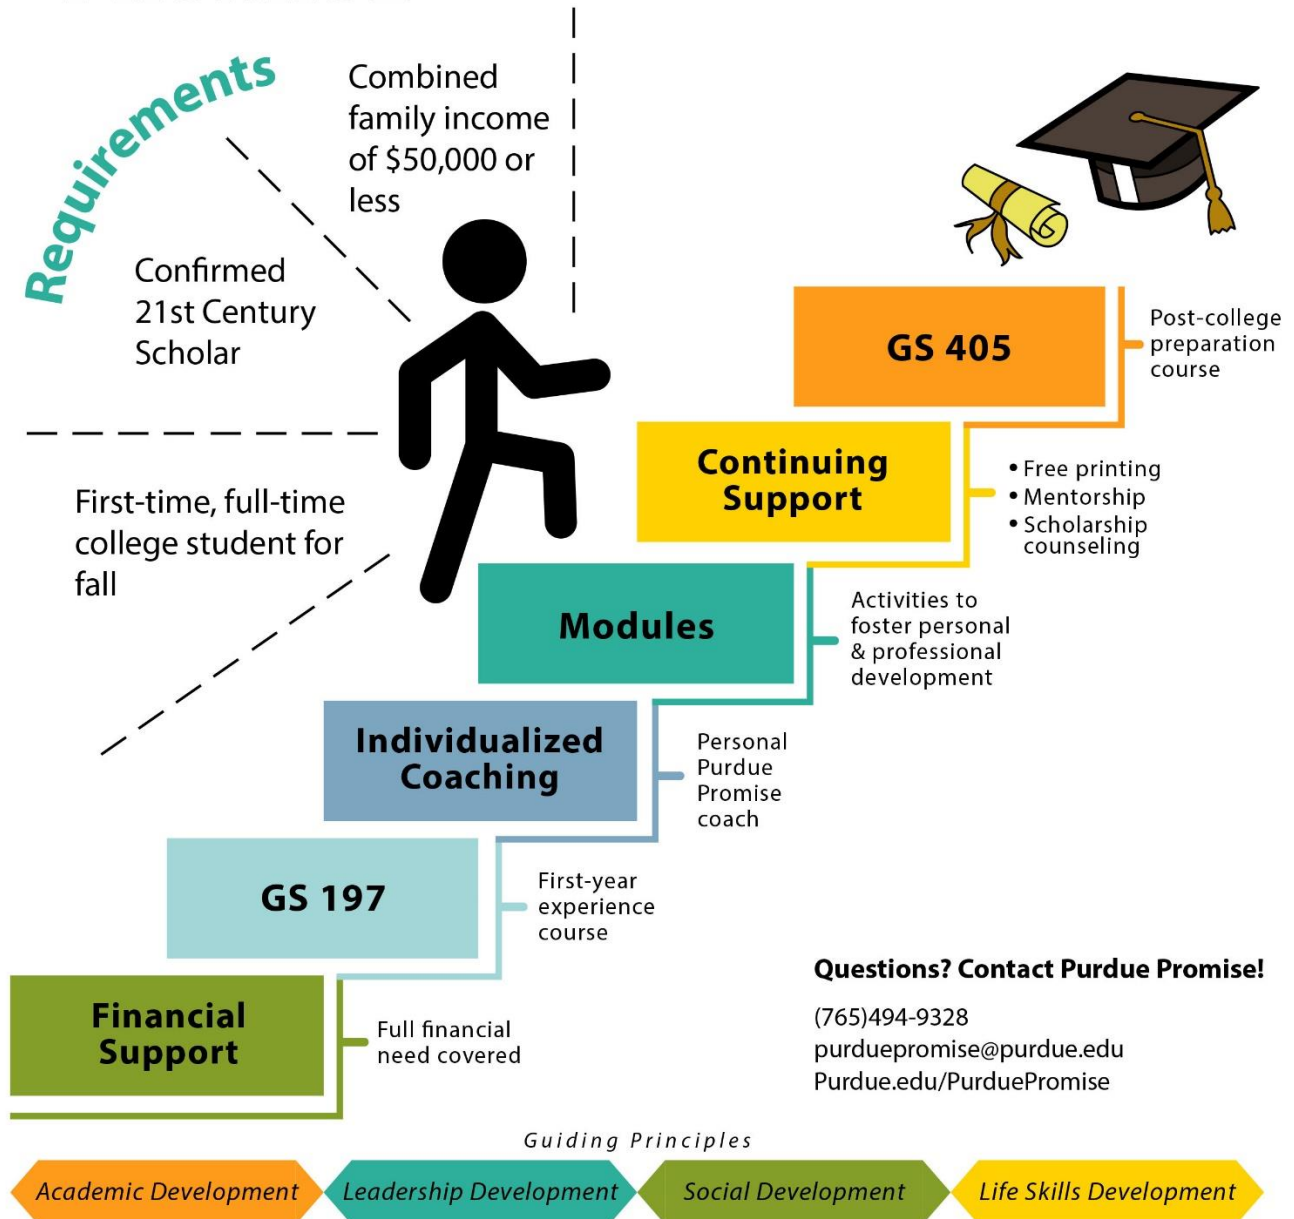 Requirements
Combined
family income
of $50,000 or
less
Confirmed
21st Century
Scholar
First-time, full-time
college student for
fall
GS 405
Post-college
preparation
course
Continuing
Support
• Free printing
• Mentorship
• Scholarship
counseling
Modules
Activities to
foster personal
& professional
development
Individualized
Coaching
Personal
Purdue
Promise
coach
GS 197
First-year
experience
course
Financial
Support
Full financial
need covered
Questions? Contact Purdue Promise!
(765)494-9328
purduepromise@purdue.edu
Purdue.edu/PurduePromise
Guiding Principles
Academic Development
Leadership Development
Social Development
Life Skills Development